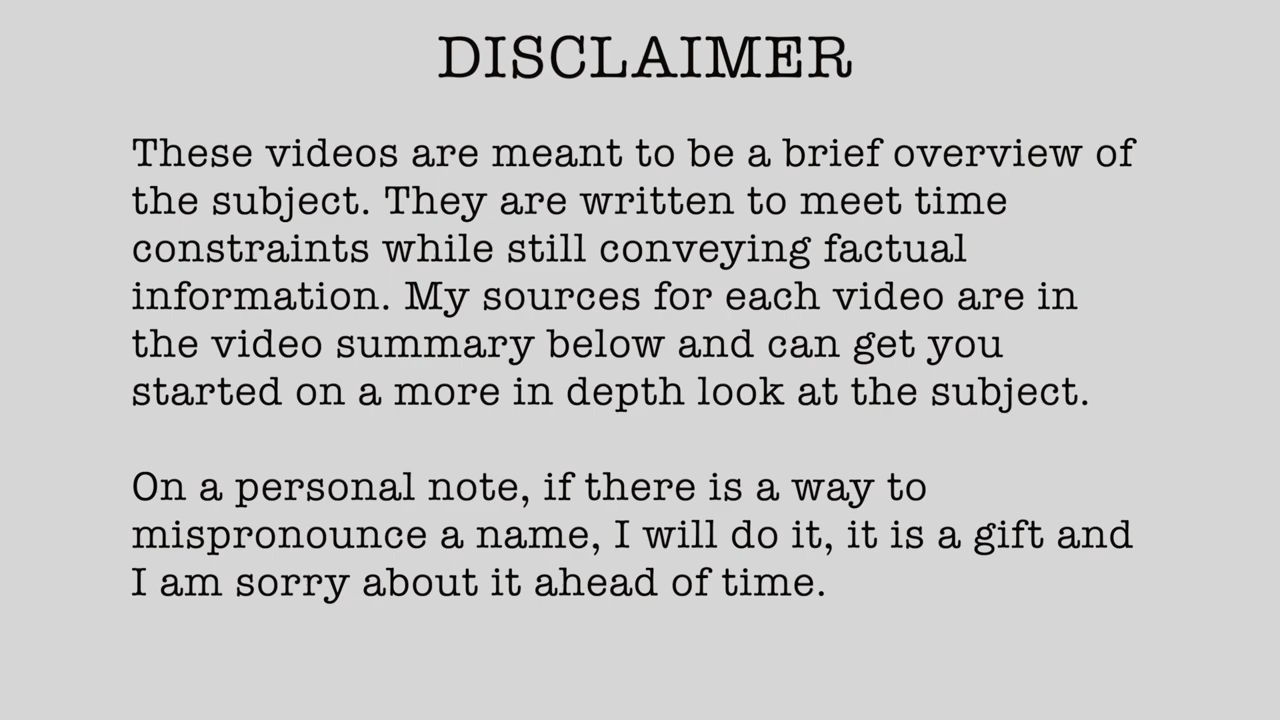 DISCLAIMER
These videos are meant to be a brief overview of
the subject. They are written to meet time
constraints while still conveying factual
information. My sources for each video are in
the video summary below and can get you
started on a more in depth look at the subject.
On a personal note, if there is a way to
mispronounce a name, I will do it, it is a gift and
I am sorry about it ahead of time.